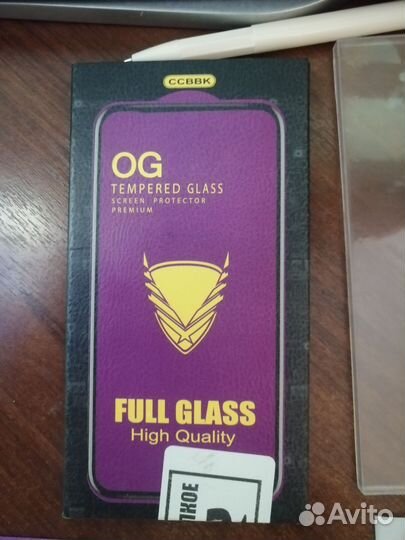 CCBBK
OG
TEMPERED GLASS
SCREEN PROTECTOR
PREMIUM
FULL GLASS
High Quality
Avito